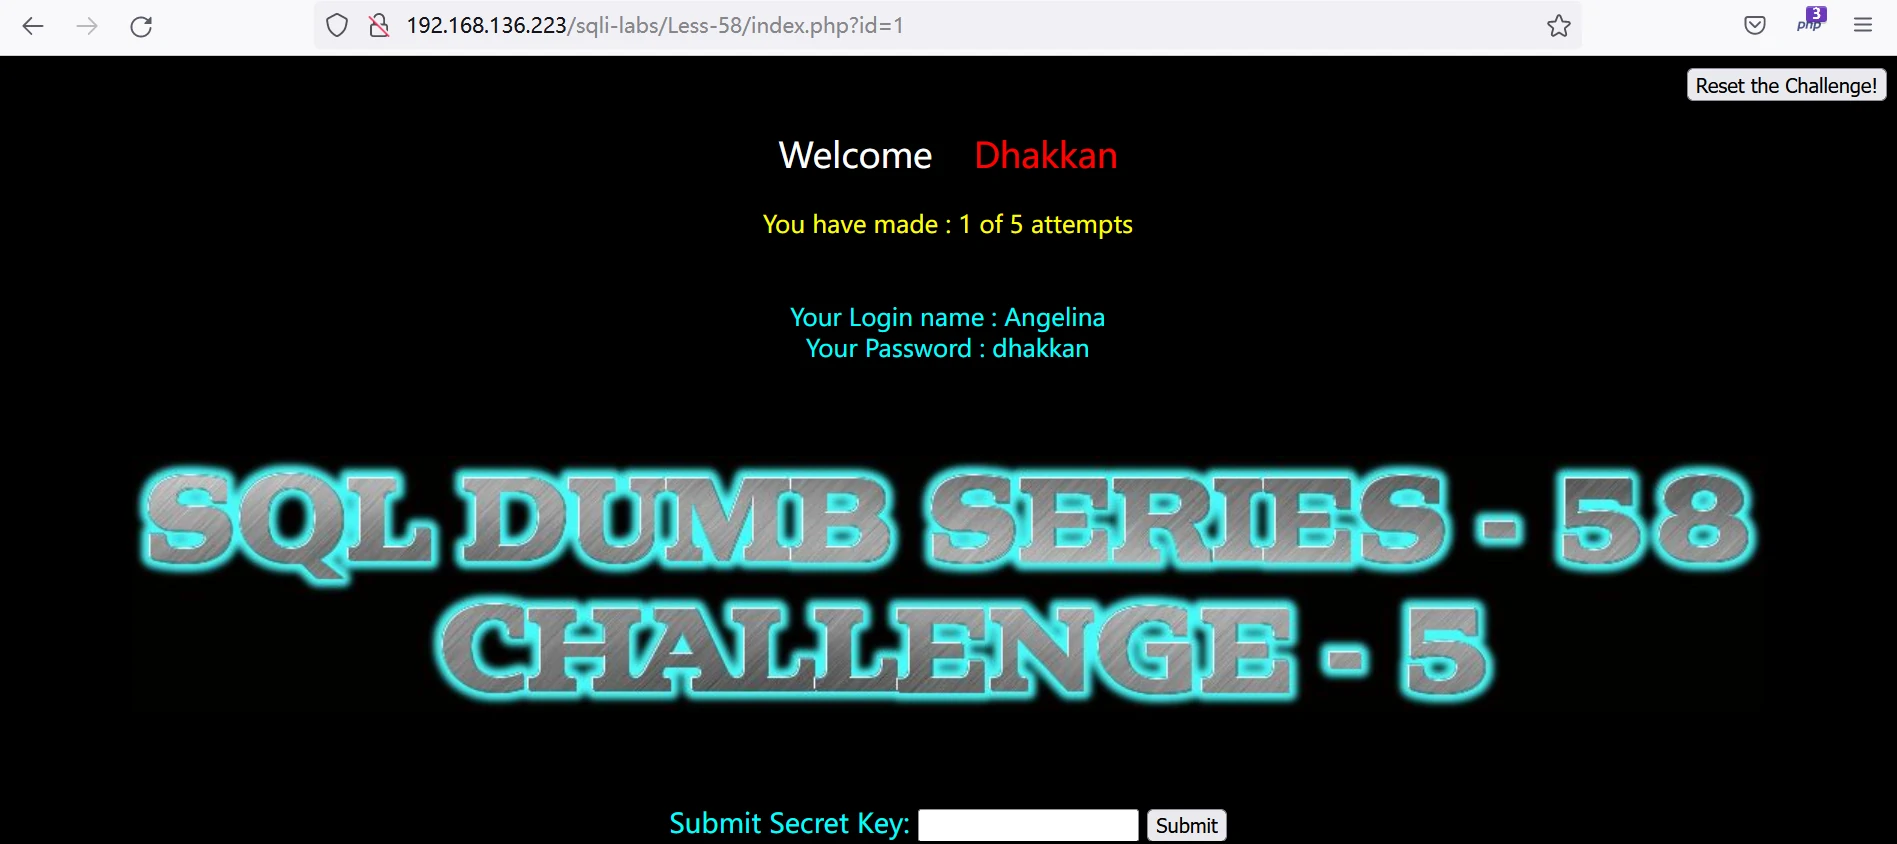 192.168.136.223/sqli-labs/Less-58/index.php?id=1
3
php
Reset the Challenge!
Welcome Dhakkan
You have made : 1 of 5 attempts
Your Login name : Angelina
Your Password : dhakkan
SQL DUMB SERIES - 58
CHALLENGE - 5
Submit Secret Key:
Submit